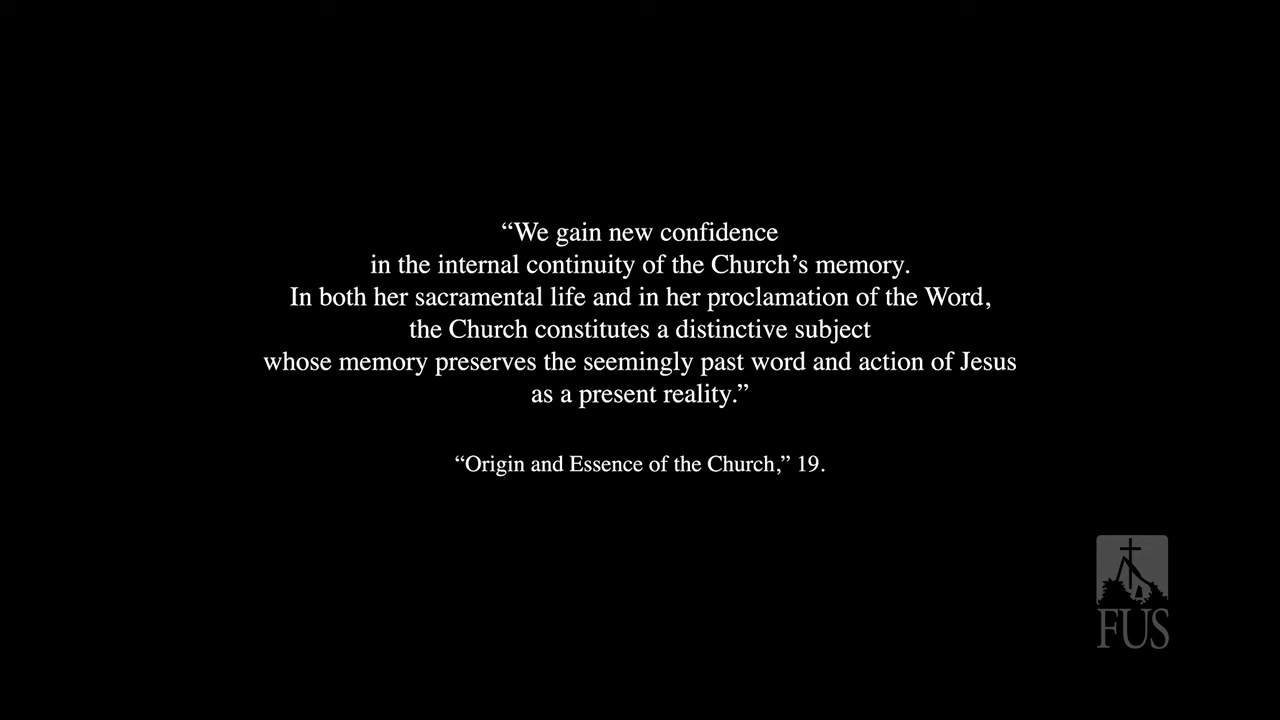 “We gain new confidence
in the internal continuity of the Church’s memory.
In both her sacramental life and in her proclamation of the Word,
the Church constitutes a distinctive subject
whose memory preserves the seemingly past word and action of Jesus
as a present reality.”
“Origin and Essence of the Church,” 19.
FUS